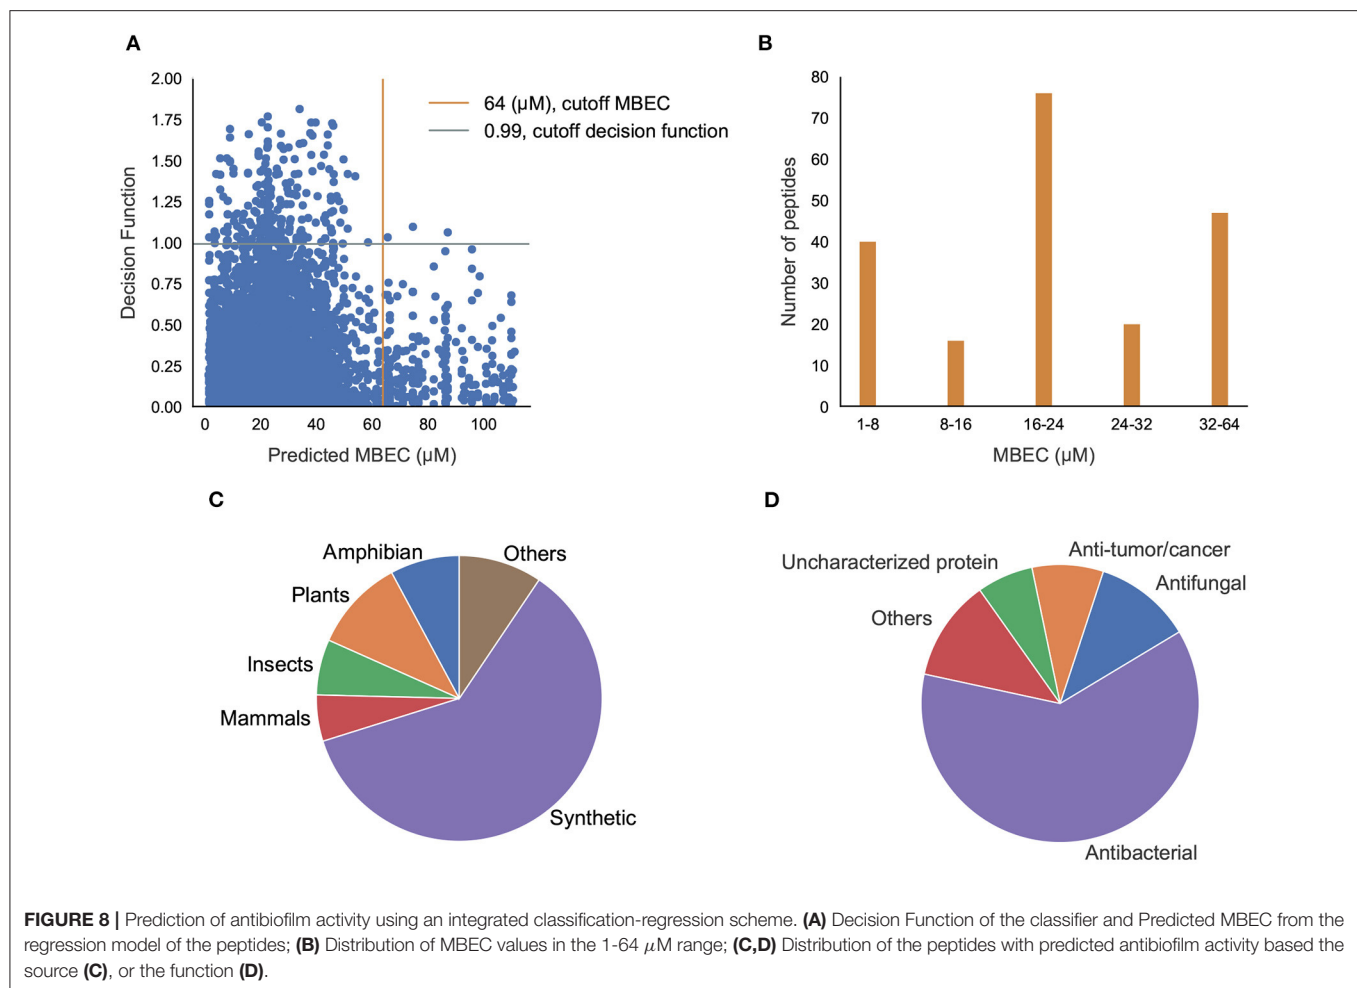 A
2.00
1.75
1.50
1.25
1.00
0.75
0.50
0.25
0.00
Decision Function
64 (µM), cutoff MBEC
0.99, cutoff decision function
0 20 40 60 80 100
Predicted MBEC (µM)
B
80
70
60
50
40
30
20
10
0
Number of peptides
1-8 8-16 16-24 24-32 32-64
MBEC (µM)
C
Amphibian
Others
Plants
Insects
Mammals
Synthetic
D
Uncharacterized protein
Anti-tumor/cancer
Antifungal
Others
Antibacterial
FIGURE 8 | Prediction of antibiofilm activity using an integrated classification-regression scheme. (A) Decision Function of the classifier and Predicted MBEC from the
regression model of the peptides; (B) Distribution of MBEC values in the 1-64 µM range; (C,D) Distribution of the peptides with predicted antibiofilm activity based the
source (C), or the function (D).